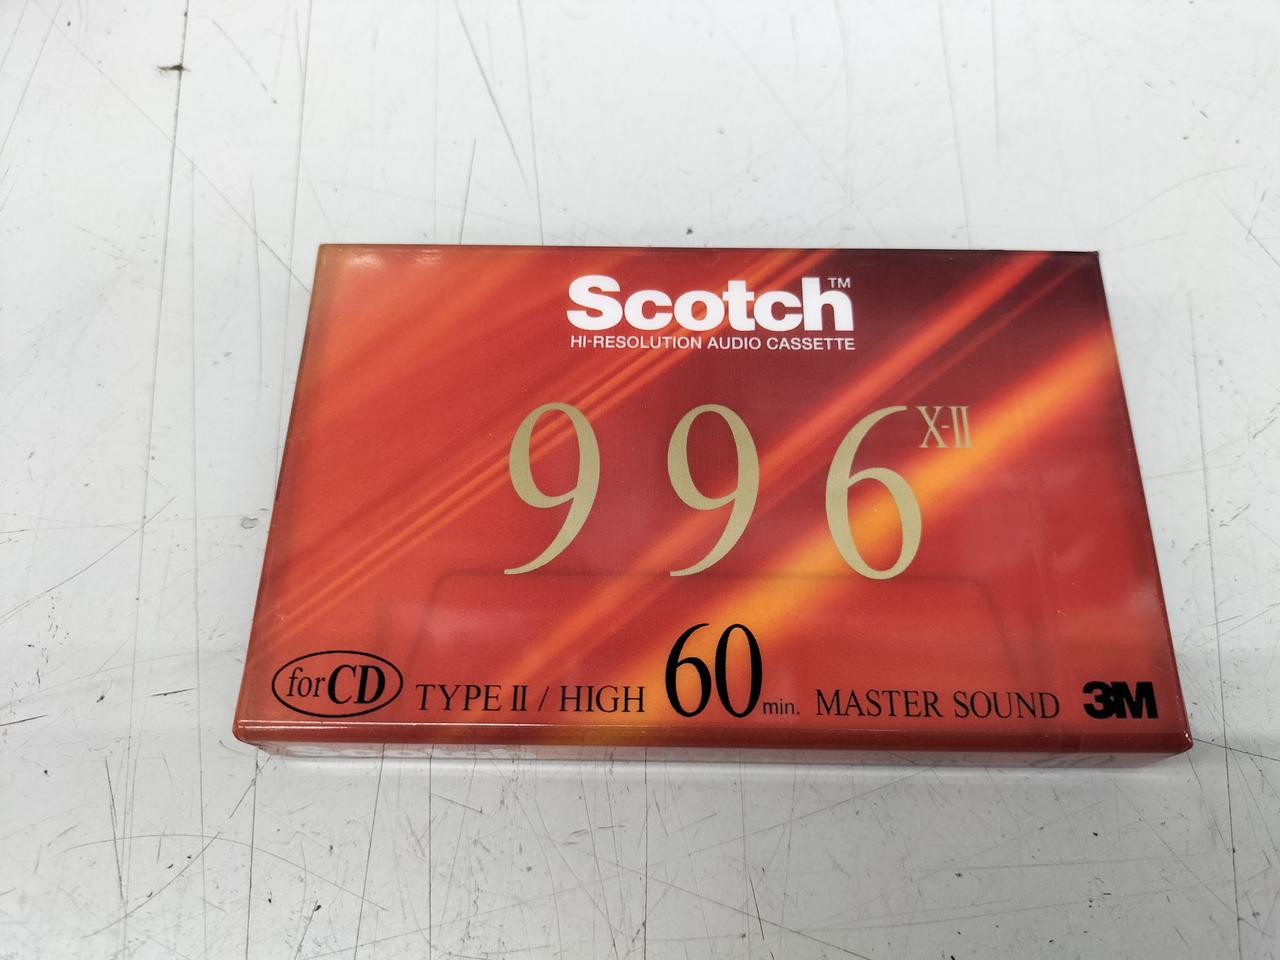 Scotch™
HI-RESOLUTION AUDIO CASSETTE
996 X-II
for CD TYPE II / HIGH 60 min. MASTER SOUND 3M